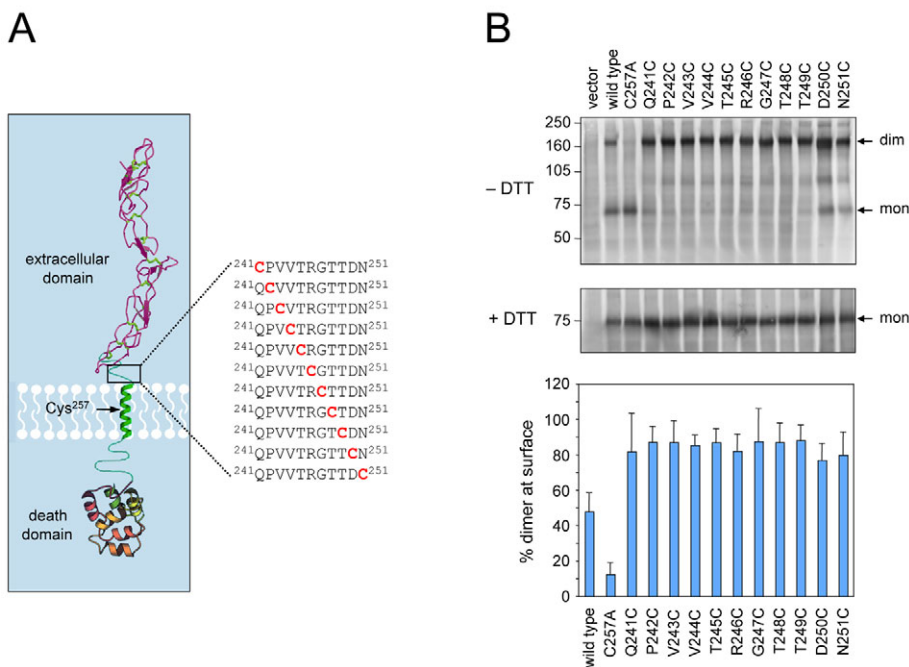 A
extracellular
domain
Cys257
death
domain
241CPVVTRGTTDN251
241QCVVTRGTTDN251
241QPCVTRGTTDN251
241QPVCTRGTTDN251
241QPVVCRGTTDN251
241QPVVTCGTTDN251
241QPVVTRCTTDN251
241QPVVTRGCTDN251
241QPVVTRGTCDN251
241QPVVTRGTTCN251
241QPVVTRGTTDC251
B
vector
wild type
C257A
Q241C
P242C
V243C
V244C
T245C
R246C
G247C
T248C
T249C
D250C
N251C
250
160
105
75
50
– DTT
dim
mon
+ DTT
75
mon
% dimer at surface
120
100
80
60
40
20
0
wild type
C257A
Q241C
P242C
V243C
V244C
T245C
R246C
G247C
T248C
T249C
D250C
N251C